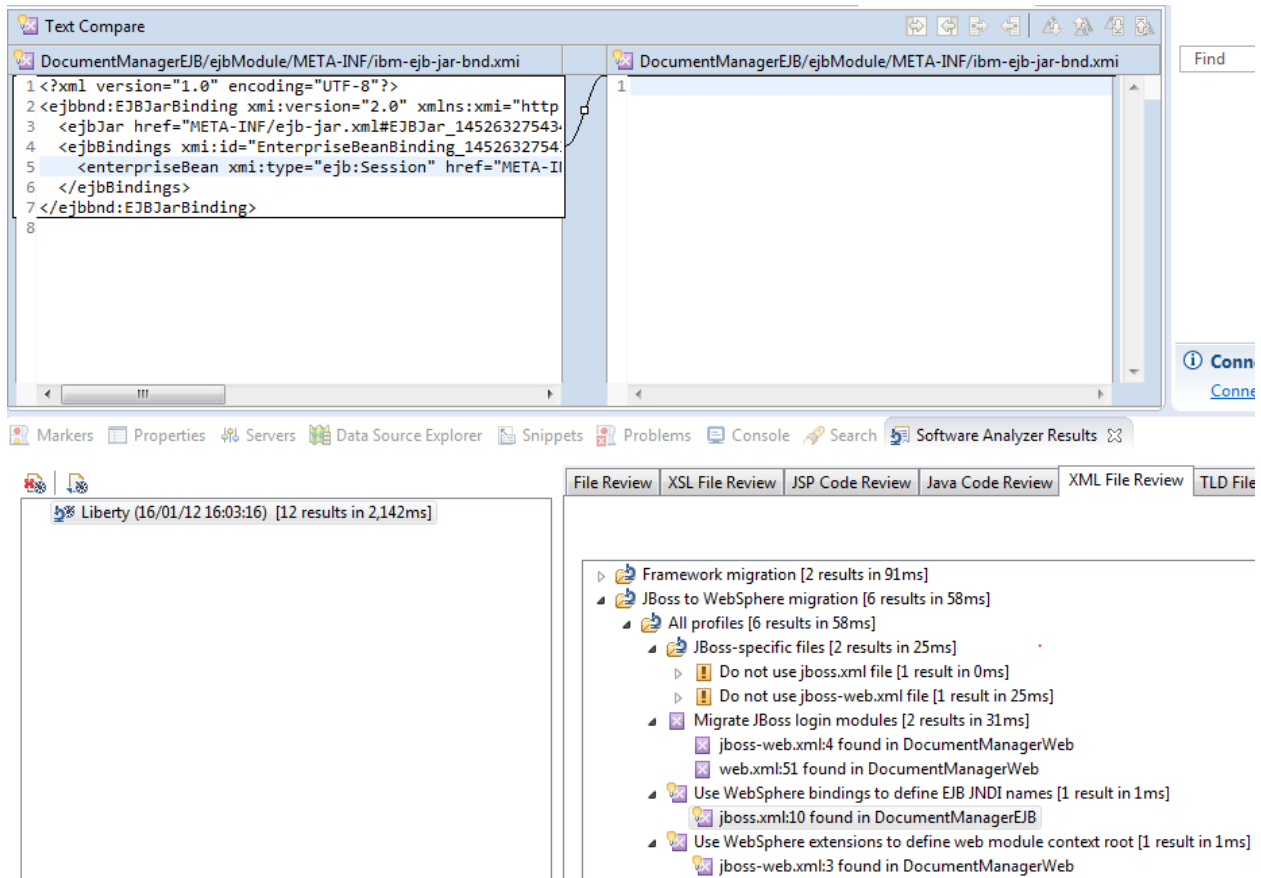 Text Compare
DocumentManagerEJB/ejbModule/META-INF/ibm-ejb-jar-bnd.xmi
DocumentManagerEJB/ejbModule/META-INF/ibm-ejb-jar-bnd.xmi
Find
1 <?xml version="1.0" encoding="UTF-8"?>
2 <ejbbnd:EJBJarBinding xmi:version="2.0" xmlns:xmi="http
3 <ejbJar href="META-INF/ejb-jar.xml#EJBJar_145263275434
4 <ejbBindings xmi:id="EnterpriseBeanBinding_1452632754
5 <enterpriseBean xmi:type="ejb:Session" href="META-I
6 </ejbBindings>
7 </ejbbnd:EJBJarBinding>
8
1
Conn
Conne
Markers Properties Servers Data Source Explorer Snippets Problems Console Search Software Analyzer Results
File Review XSL File Review JSP Code Review Java Code Review XML File Review TLD File
Liberty (16/01/12 16:03:16) [12 results in 2,142ms]
Framework migration [2 results in 91ms]
JBoss to WebSphere migration [6 results in 58ms]
All profiles [6 results in 58ms]
JBoss-specific files [2 results in 25ms]
Do not use jboss.xml file [1 result in 0ms]
Do not use jboss-web.xml file [1 result in 25ms]
Migrate JBoss login modules [2 results in 31ms]
jboss-web.xml:4 found in DocumentManagerWeb
web.xml:51 found in DocumentManagerWeb
Use WebSphere bindings to define EJB JNDI names [1 result in 1ms]
jboss.xml:10 found in DocumentManagerEJB
Use WebSphere extensions to define web module context root [1 result in 1ms]
jboss-web.xml:3 found in DocumentManagerWeb